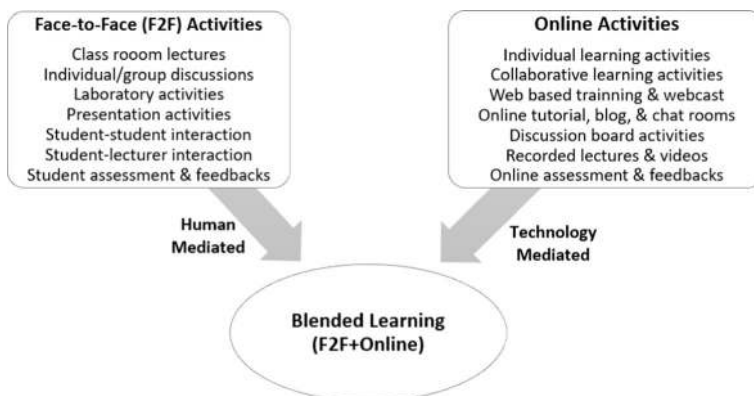 Face-to-Face (F2F) Activities
Class rooom lectures
Individual/group discussions
Laboratory activities
Presentation activities
Student-student interaction
Student-lecturer interaction
Student assessment & feedbacks
Online Activities
Individual learning activities
Collaborative learning activities
Web based trainning & webcast
Online tutorial, blog, & chat rooms
Discussion board activities
Recorded lectures & videos
Online assessment & feedbacks
Human
Mediated
Technology
Mediated
Blended Learning
(F2F+Online)